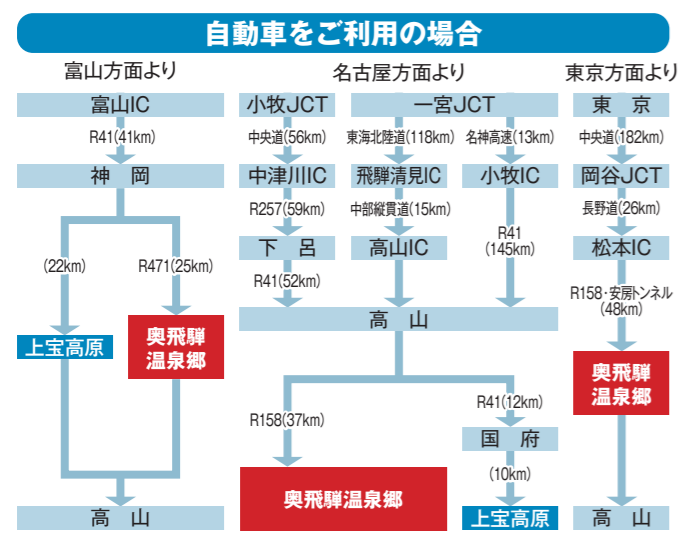 自動車をご利用の場合
富山方面より
富山IC
R41(41km)
神　岡
(22km)
R471(25km)
上宝高原
奥飛騨
温泉郷
高　山
名古屋方面より
小牧JCT
一宮JCT
中央道(56km)
東海北陸道(118km)
名神高速(13km)
中津川IC
飛騨清見IC
小牧IC
R257(59km)
中部縦貫道(15km)
R41
(145km)
下　呂
高山IC
R41(52km)
高　山
R158(37km)
R41(12km)
国　府
(10km)
奥飛騨温泉郷
上宝高原
東京方面より
東　京
中央道(182km)
岡谷JCT
長野道(26km)
松本IC
R158・安房トンネル
(48km)
奥飛騨
温泉郷
高　山